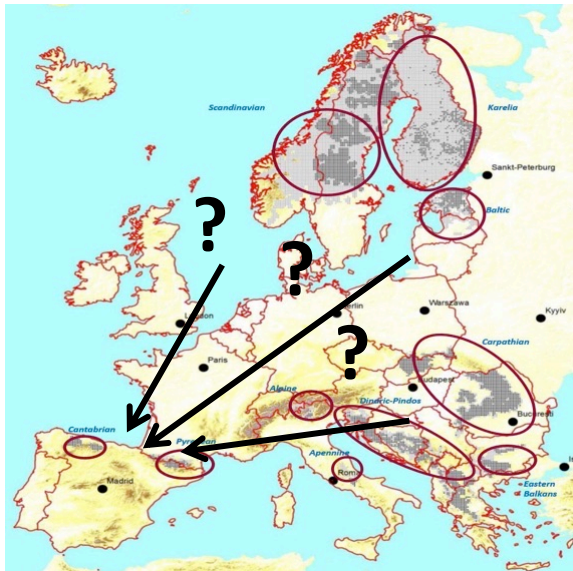 Scandinavian
Karelia
Sankt-Peterburg
Baltic
?
?
London
Berlin
Warszawa
Kyyiv
?
Paris
Carpathian
Budapest
Alpine
Dinaric-Pindos
Bucuresti
Cantabrian
Pyrenean
Apennine
Roma
Madrid
Eastern
Balkans